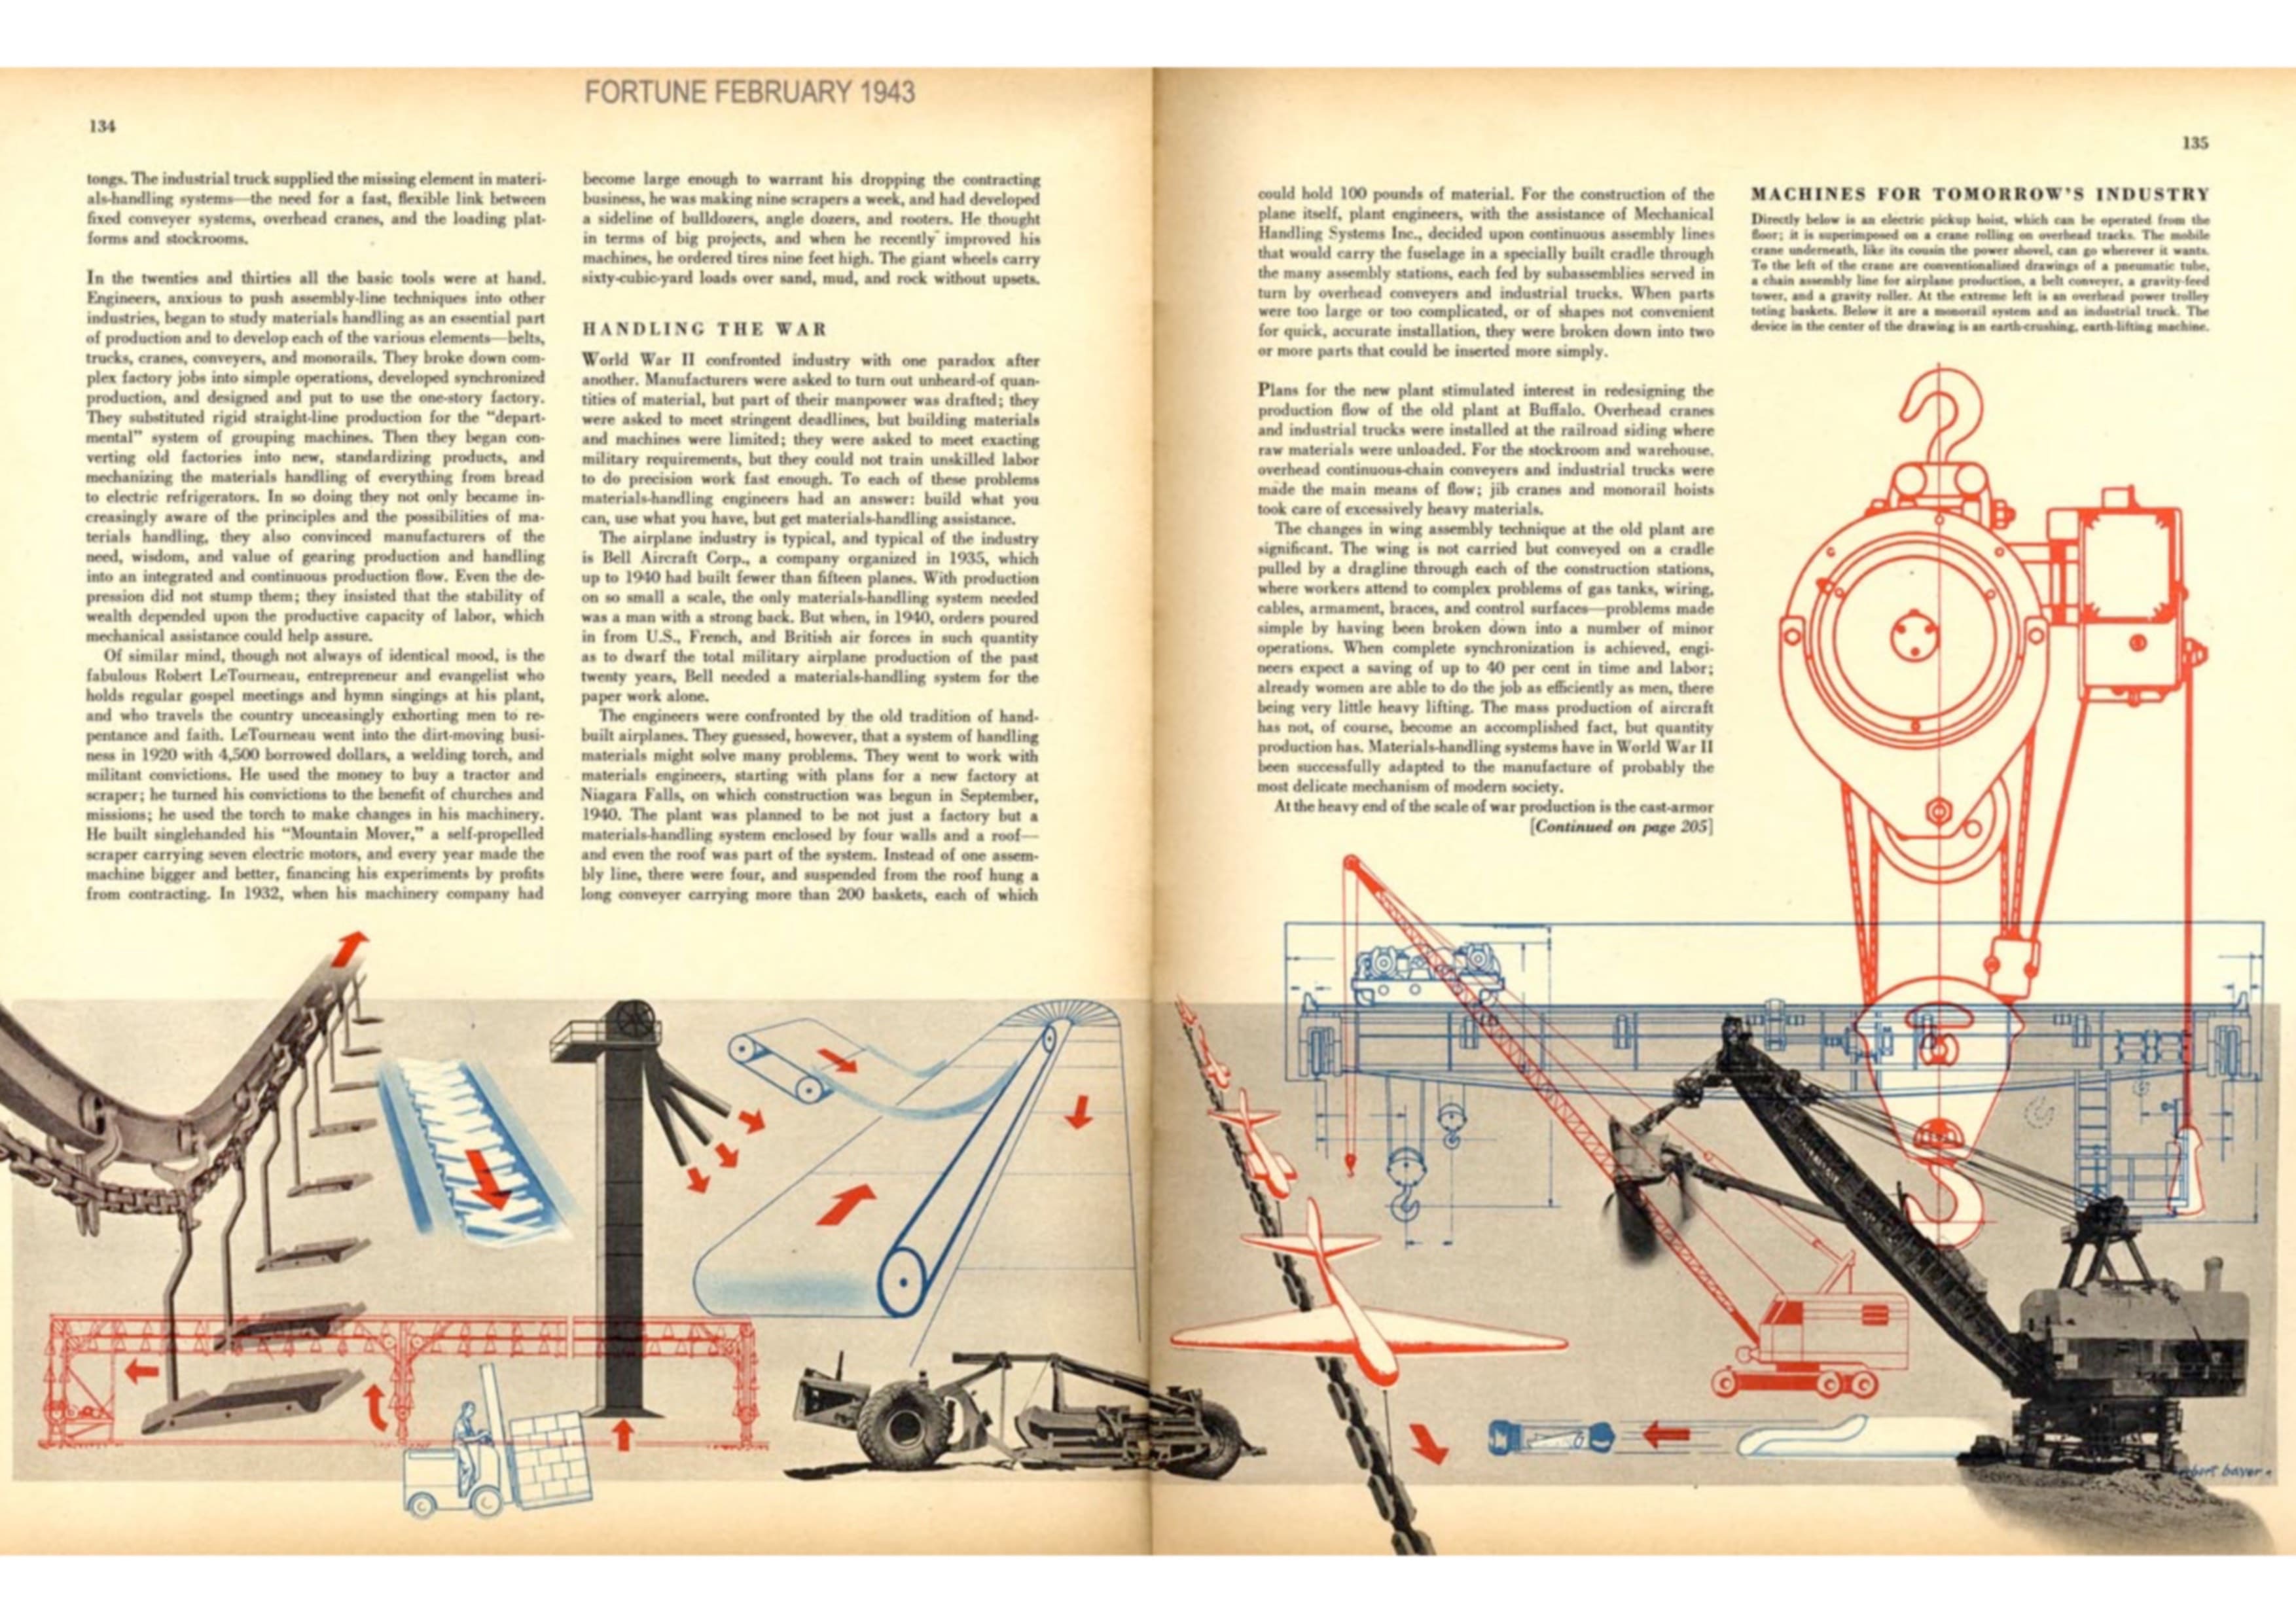 FORTUNE FEBRUARY 1943
134
tongs. The industrial truck supplied the missing element in materi-
als-handling systems—the need for a fast, flexible link between
fixed conveyer systems, overhead cranes, and the loading plat-
forms and stockrooms.
In the twenties and thirties all the basic tools were at hand.
Engineers, anxious to push assembly-line techniques into other
industries, began to study materials handling as an essential part
of production and to develop each of the various elements—belts,
trucks, cranes, conveyers, and monorails. They broke down com-
plex factory jobs into simple operations, developed synchronized
production, and designed and put to use the one-story factory.
They substituted rigid straight-line production for the "depart-
mental" system of grouping machines. Then they began con-
verting old factories into new, standardizing products, and
mechanizing the materials handling of everything from bread
to electric refrigerators. In so doing they not only became in-
creasingly aware of the principles and the possibilities of ma-
terials handling, they also convinced manufacturers of the
need, wisdom, and value of gearing production and handling
into an integrated and continuous production flow. Even the de-
pression did not stump them; they insisted that the stability of
wealth depended upon the productive capacity of labor, which
mechanical assistance could help assure.
Of similar mind, though not always of identical mood, is the
fabulous Robert LeTourneau, entrepreneur and evangelist who
holds regular gospel meetings and hymn singings at his plant,
and who travels the country unceasingly exhorting men to re-
pentance and faith. LeTourneau went into the dirt-moving busi-
ness in 1920 with 4,500 borrowed dollars, a welding torch, and
militant convictions. He used the money to buy a tractor and
scraper; he turned his convictions to the benefit of churches and
missions; he used the torch to make changes in his machinery.
He built singlehanded his "Mountain Mover," a self-propelled
scraper carrying seven electric motors, and every year made the
machine bigger and better, financing his experiments by profits
from contracting. In 1932, when his machinery company had
become large enough to warrant his dropping the contracting
business, he was making nine scrapers a week, and had developed
a sideline of bulldozers, angle dozers, and rooters. He thought
in terms of big projects, and when he recently improved his
machines, he ordered tires nine feet high. The giant wheels carry
sixty-cubic-yard loads over sand, mud, and rock without upsets.
HANDLING THE WAR
World War II confronted industry with one paradox after
another. Manufacturers were asked to turn out unheard-of quan-
tities of material, but part of their manpower was drafted; they
were asked to meet stringent deadlines, but building materials
and machines were limited; they were asked to meet exacting
military requirements, but they could not train unskilled labor
to do precision work fast enough. To each of these problems
materials-handling engineers had an answer: build what you
can, use what you have, but get materials-handling assistance.
The airplane industry is typical, and typical of the industry
is Bell Aircraft Corp., a company organized in 1935, which
up to 1940 had built fewer than fifteen planes. With production
on so small a scale, the only materials-handling system needed
was a man with a strong back. But when, in 1940, orders poured
in from U.S., French, and British air forces in such quantity
as to dwarf the total military airplane production of the past
twenty years, Bell needed a materials-handling system for the
paper work alone.
The engineers were confronted by the old tradition of hand-
built airplanes. They guessed, however, that a system of handling
materials might solve many problems. They went to work with
materials engineers, starting with plans for a new factory at
Niagara Falls, on which construction was begun in September,
1940. The plant was planned to be not just a factory but a
materials-handling system enclosed by four walls and a roof—
and even the roof was part of the system. Instead of one assem-
bly line, there were four, and suspended from the roof hung a
long conveyer carrying more than 200 baskets, each of which
135
could hold 100 pounds of material. For the construction of the
plane itself, plant engineers, with the assistance of Mechanical
Handling Systems Inc., decided upon continuous assembly lines
that would carry the fuselage in a specially built cradle through
the many assembly stations, each fed by subassemblies served in
turn by overhead conveyers and industrial trucks. When parts
were too large or too complicated, or of shapes not convenient
for quick, accurate installation, they were broken down into two
or more parts that could be inserted more simply.
Plans for the new plant stimulated interest in redesigning the
production flow of the old plant at Buffalo. Overhead cranes
and industrial trucks were installed at the railroad siding where
raw materials were unloaded. For the stockroom and warehouse,
overhead continuous-chain conveyers and industrial trucks were
made the main means of flow; jib cranes and monorail hoists
took care of excessively heavy materials.
The changes in wing assembly technique at the old plant are
significant. The wing is not carried but conveyed on a cradle
pulled by a dragline through each of the construction stations,
where workers attend to complex problems of gas tanks, wiring,
cables, armament, braces, and control surfaces—problems made
simple by having been broken down into a number of minor
operations. When complete synchronization is achieved, engi-
neers expect a saving of up to 40 per cent in time and labor;
already women are able to do the job as efficiently as men, there
being very little heavy lifting. The mass production of aircraft
has not, of course, become an accomplished fact, but quantity
production has. Materials-handling systems have in World War II
been successfully adapted to the manufacture of probably the
most delicate mechanism of modern society.
At the heavy end of the scale of war production is the cast-armor
[Continued on page 205]
MACHINES FOR TOMORROW'S INDUSTRY
Directly below is an electric pickup hoist, which can be operated from the
floor; it is superimposed on a crane rolling on overhead tracks. The mobile
crane underneath, like its cousin the power shovel, can go wherever it wants.
To the left of the crane are conventionalized drawings of a pneumatic tube,
a chain assembly line for airplane production, a belt conveyer, a gravity-feed
tower, and a gravity roller. At the extreme left is an overhead power trolley
toting baskets. Below it are a monorail system and an industrial truck. The
device in the center of the drawing is an earth-crushing, earth-lifting machine.
bayer